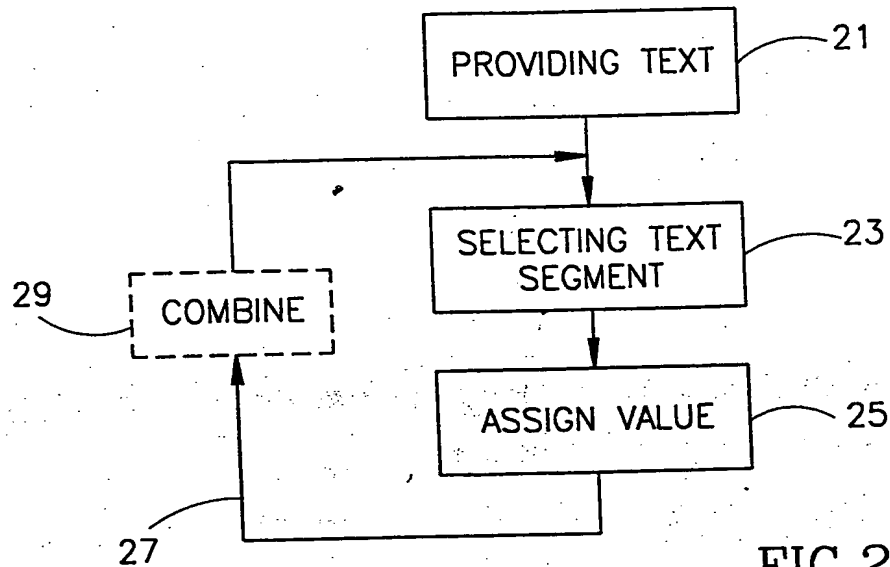 PROVIDING TEXT
21
SELECTING TEXT
SEGMENT
23
29
COMBINE
ASSIGN VALUE
25
27
FIG.2